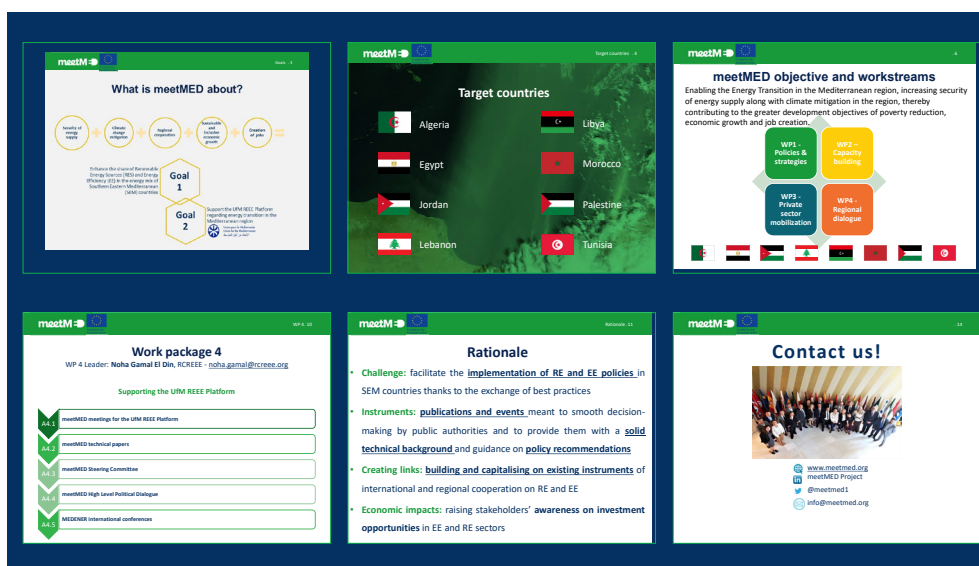 meetMED
Goals . 3
What is meetMED about?
Security of
energy
supply
Climate
change
mitigation
Regional
cooperation
Sustainable
and
inclusive
economic
growth
Creation
of jobs
Enhance the share of Renewable
Energy Sources (RES) and Energy
Efficiency (EE) in the energy mix of
Southern Eastern Mediterranean
(SEM) countries
Goal
1
Goal
2
Support the UfM REEE Platform
regarding energy transition in the
Mediterranean region
meetMED
Target countries . 4
Target countries
Algeria
Libya
Egypt
Morocco
Jordan
Palestine
Lebanon
Tunisia
meetMED
meetMED objective and workstreams
Enabling the Energy Transition in the Mediterranean region, increasing security
of energy supply along with climate mitigation in the region, thereby
contributing to the greater development objectives of poverty reduction,
economic growth and job creation.
WP1 -
Policies &
strategies
WP2 –
Capacity
building
WP3 -
Private
sector
mobilization
WP4 -
Regional
dialogue
meetMED
WP 4. 10
Work package 4
WP 4 Leader: Noha Gamal El Din, RCREEE - noha.gamal@rcreee.org
Supporting the UfM REEE Platform
A4.1
meetMED meetings for the UfM REEE Platform
A4.2
meetMED technical papers
A4.3
meetMED Steering Committee
A4.4
meetMED High Level Political Dialogue
A4.5
MEDENER international conferences
meetMED
Rationale. 11
Rationale
• Challenge: facilitate the implementation of RE and EE policies in
SEM countries thanks to the exchange of best practices
• Instruments: publications and events meant to smooth decision-
making by public authorities and to provide them with a solid
technical background and guidance on policy recommendations
• Creating links: building and capitalising on existing instruments of
international and regional cooperation on RE and EE
• Economic impacts: raising stakeholders' awareness on investment
opportunities in EE and RE sectors
meetMED
Contact us!
www.meetmed.org
meetMED Project
@meetmed1
info@meetmed.org